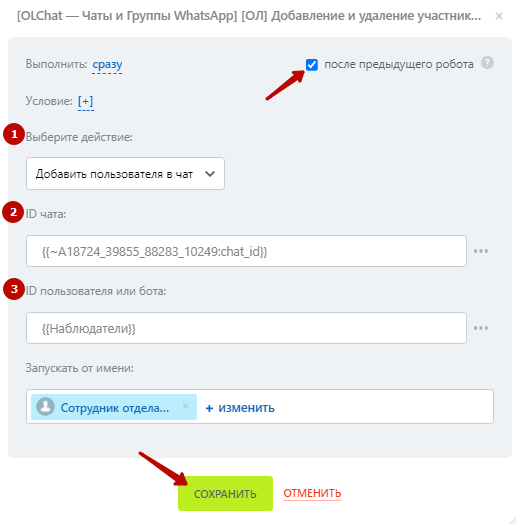 [OLChat — Чаты и Группы WhatsApp] [ОЛ] Добавление и удаление участник...
Выполнить: сразу
после предыдущего робота ?
Условие: [+]
1 Выберите действие:
Добавить пользователя в чат
2 ID чата:
{{~A18724_39855_88283_10249:chat_id}}
3 ID пользователя или бота:
{{Наблюдатели}}
Запускать от имени:
Сотрудник отдела... × + изменить
СОХРАНИТЬ ОТМЕНИТЬ